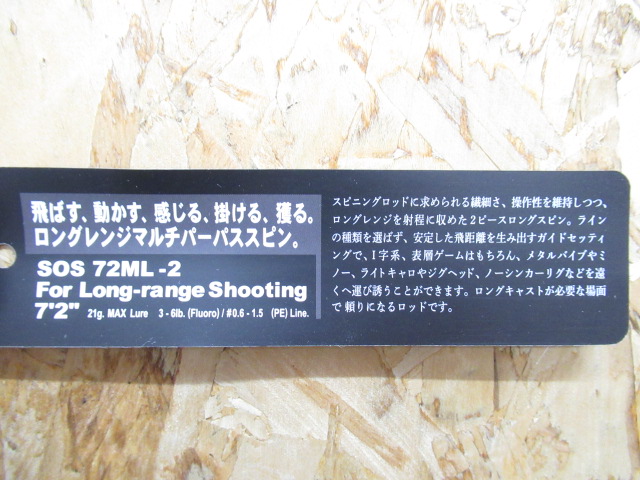 飛ばす、動かす、感じる、掛ける、獲る。
ロングレンジマルチパーパススピン。
SOS 72ML -2
For Long-range Shooting
7'2" 21g. MAX Lure 3 - 6lb. (Fluoro) / #0.6 - 1.5 (PE) Line.
スピニングロッドに求められる繊細さ、操作性を維持しつつ、
ロングレンジを射程に収めた2ピースロングスピン。ライン
の種類を選ばず、安定した飛距離を生み出すガイドセッティ
ングで、I字系、表層ゲームはもちろん、メタルバイブやミ
ノー、ライトキャロやジグヘッド、ノーシンカーリグなどを遠
くへ運び誘うことができます。ロングキャストが必要な場面
で頼りになるロッドです。